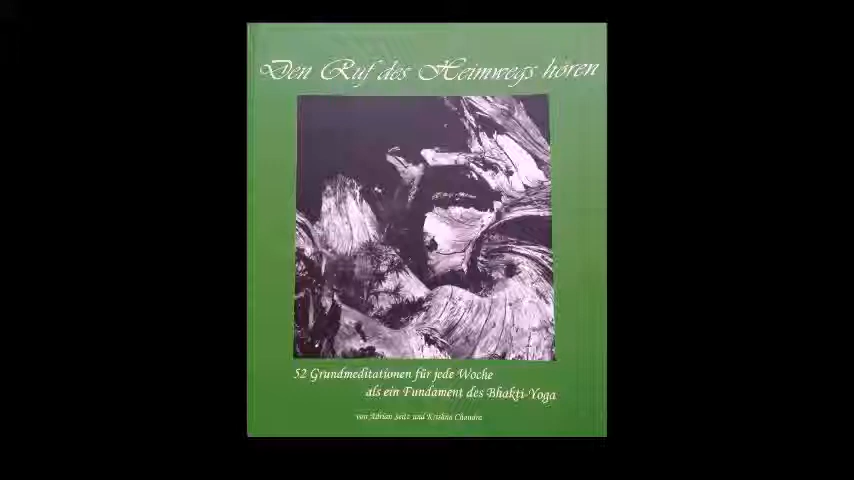 Den Ruf des Heimwegs hören
52 Grundmeditationen für jede Woche
als ein Fundament des Bhakti-Yoga
von Adrian Seitz und Krishna Chandra